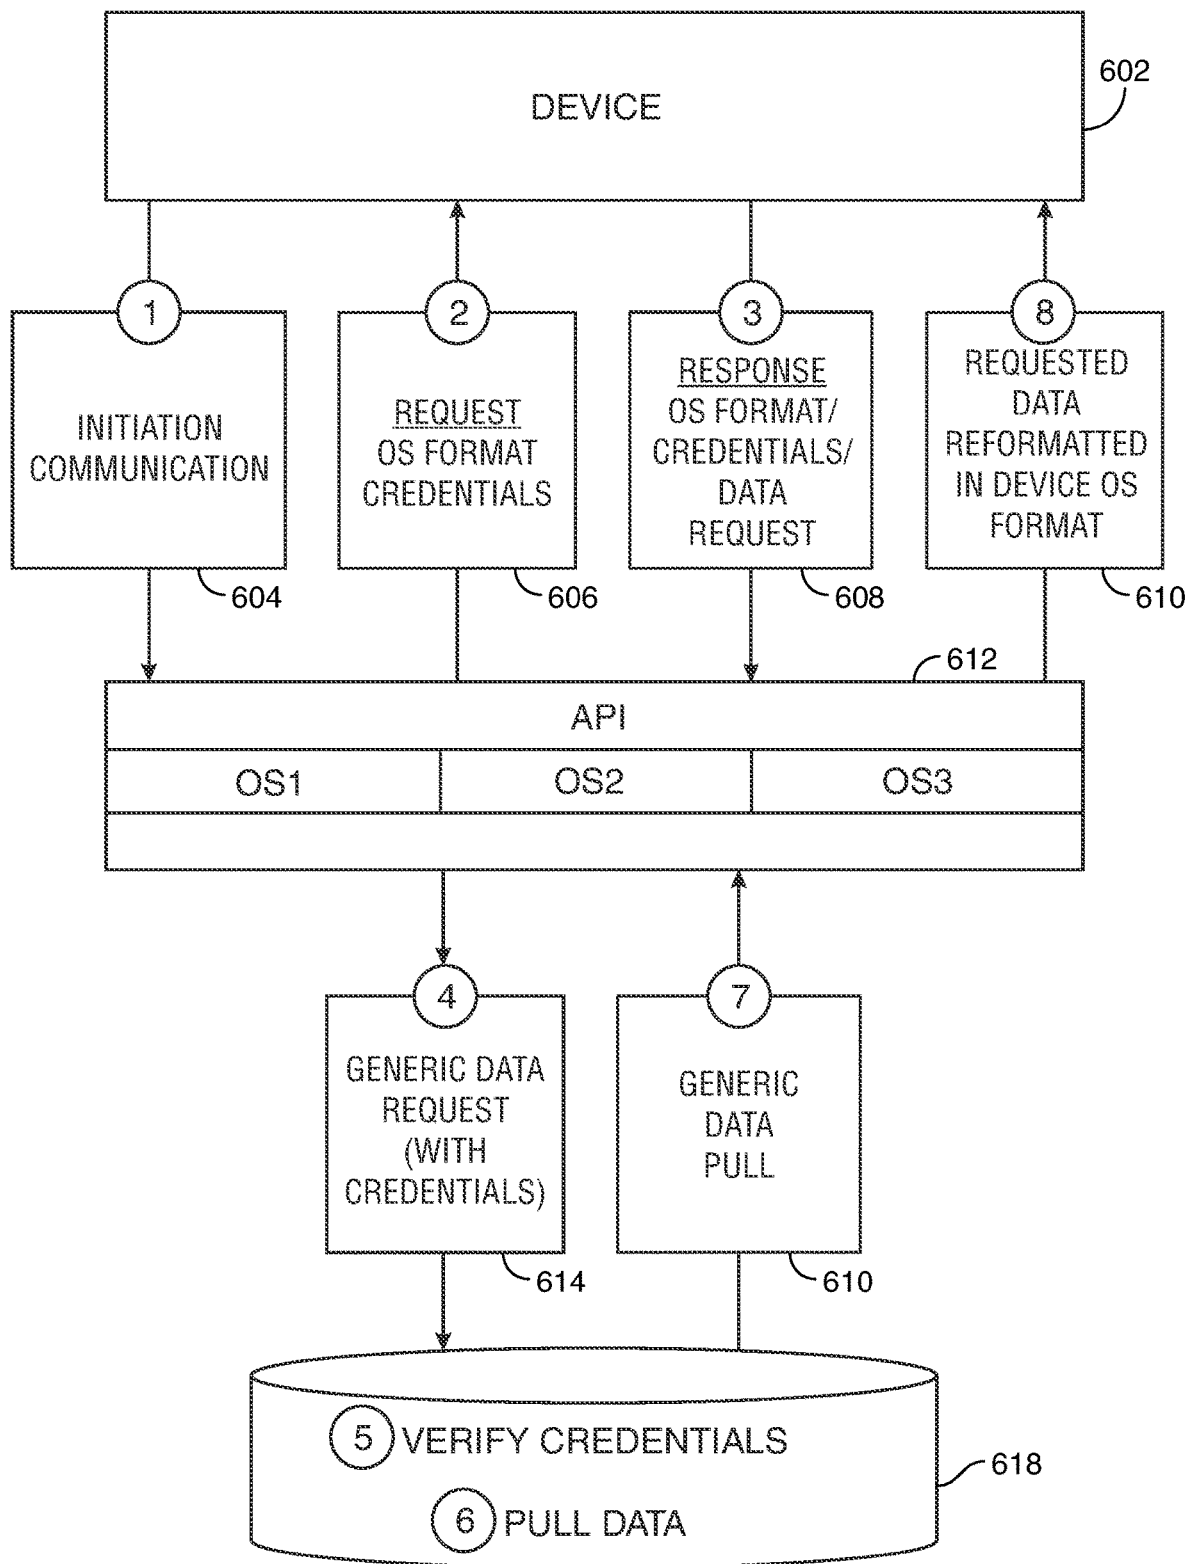 DEVICE
602
1
INITIATION
COMMUNICATION
604
2
REQUEST
OS FORMAT
CREDENTIALS
606
3
RESPONSE
OS FORMAT/
CREDENTIALS/
DATA
REQUEST
608
8
REQUESTED
DATA
REFORMATTED
IN DEVICE OS
FORMAT
610
612
API
OS1
OS2
OS3
4
GENERIC DATA
REQUEST
(WITH
CREDENTIALS)
614
7
GENERIC
DATA
PULL
610
5 VERIFY CREDENTIALS
6 PULL DATA
618